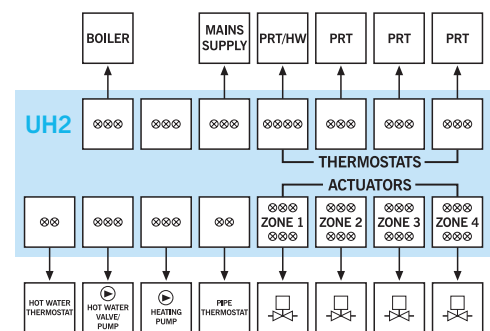 BOILER
MAINS
SUPPLY
PRT/HW
PRT
PRT
PRT
UH2
THERMOSTATS
ACTUATORS
ZONE 1
ZONE 2
ZONE 3
ZONE 4
HOT WATER
THERMOSTAT
HOT WATER
VALVE/
PUMP
HEATING
PUMP
PIPE
THERMOSTAT